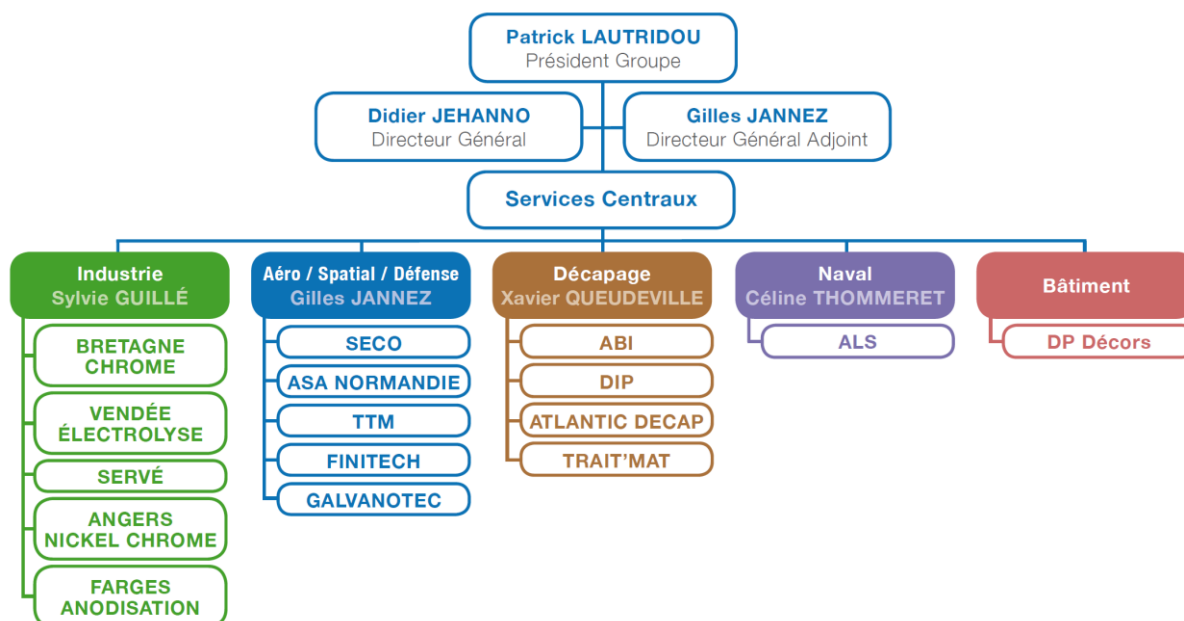 Patrick LAUTRIDOU
Président Groupe
Didier JEHANNO
Directeur Général
Gilles JANNEZ
Directeur Général Adjoint
Services Centraux
Industrie
Sylvie GUILLÉ
BRETAGNE
CHROME
VENDÉE
ÉLECTROLYSE
SERVÉ
ANGERS
NICKEL CHROME
FARGES
ANODISATION
Aéro / Spatial / Défense
Gilles JANNEZ
SECO
ASA NORMANDIE
TTM
FINITECH
GALVANOTEC
Décapage
Xavier QUEUDEVILLE
ABI
DIP
ATLANTIC DECAP
TRAIT’MAT
Naval
Céline THOMMERET
ALS
Bâtiment
DP Décors